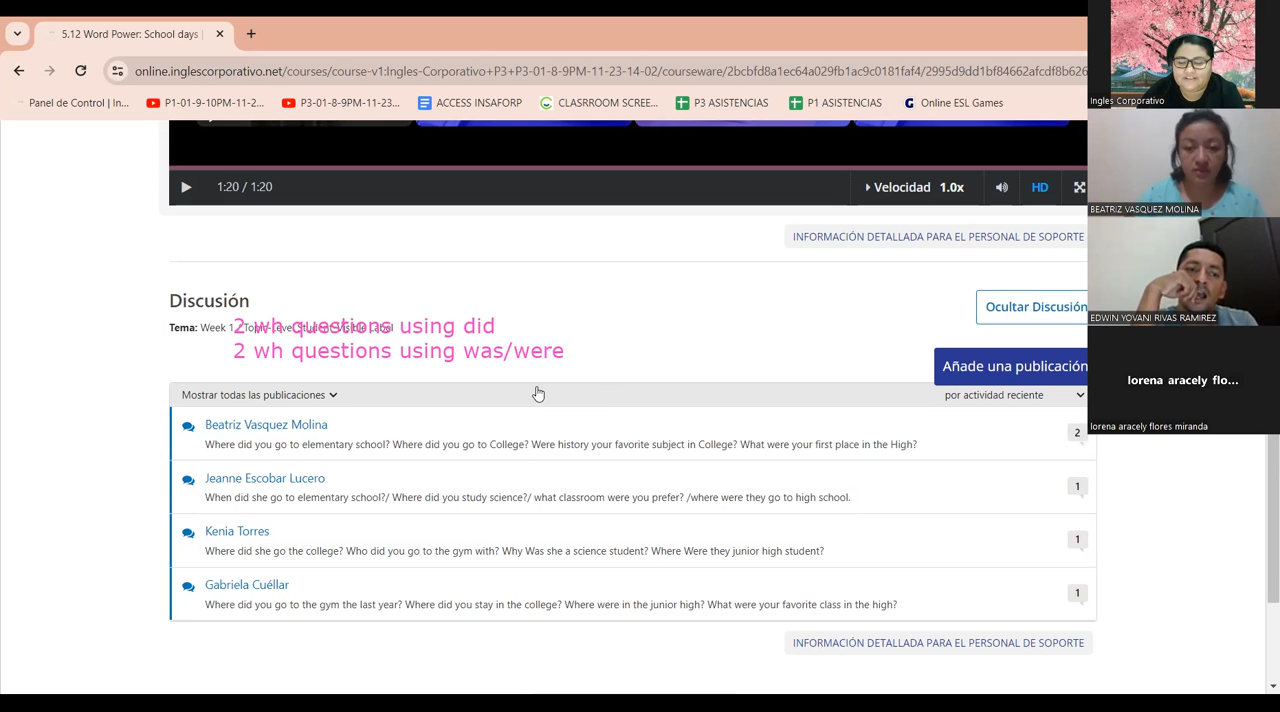 5.12 Word Power: School days |
online.inglescorporativo.net/courses/course-v1:Ingles-Corporativo+P3+P3-01-8-9PM-11-23-14-02/courseware/2bcbfd8a1ec64a029fb1ac9c0181faf4/2995d9dd1bf84662afcdf8b626
Panel de Control | In...
P1-01-9-10PM-11-2...
P3-01-8-9PM-11-23...
ACCESS INSAFORP
CLASSROOM SCREE...
P3 ASISTENCIAS
P1 ASISTENCIAS
Online ESL Games
Ingles Corporativo
BEATRIZ VASQUEZ MOLINA
EDWIN YOVANI RIVAS RAMIREZ
lorena aracely flo...
lorena aracely flores miranda
1:20 / 1:20
Velocidad 1.0x
HD
INFORMACIÓN DETALLADA PARA EL PERSONAL DE SOPORTE
Discusión
Ocultar Discusión
Tema: Week 1 / Topic-Level Student-Visible Label
2 wh questions using did
2 wh questions using was/were
Añade una publicación
Mostrar todas las publicaciones
por actividad reciente
Beatriz Vasquez Molina
Where did you go to elementary school? Where did you go to College? Were history your favorite subject in College? What were your first place in the High?
2
Jeanne Escobar Lucero
When did she go to elementary school?/ Where did you study science?/ what classroom were you prefer? /where were they go to high school.
1
Kenia Torres
Where did she go the college? Who did you go to the gym with? Why Was she a science student? Where Were they junior high student?
1
Gabriela Cuéllar
Where did you go to the gym the last year? Where did you stay in the college? Where were in the junior high? What were your favorite class in the high?
1
INFORMACIÓN DETALLADA PARA EL PERSONAL DE SOPORTE